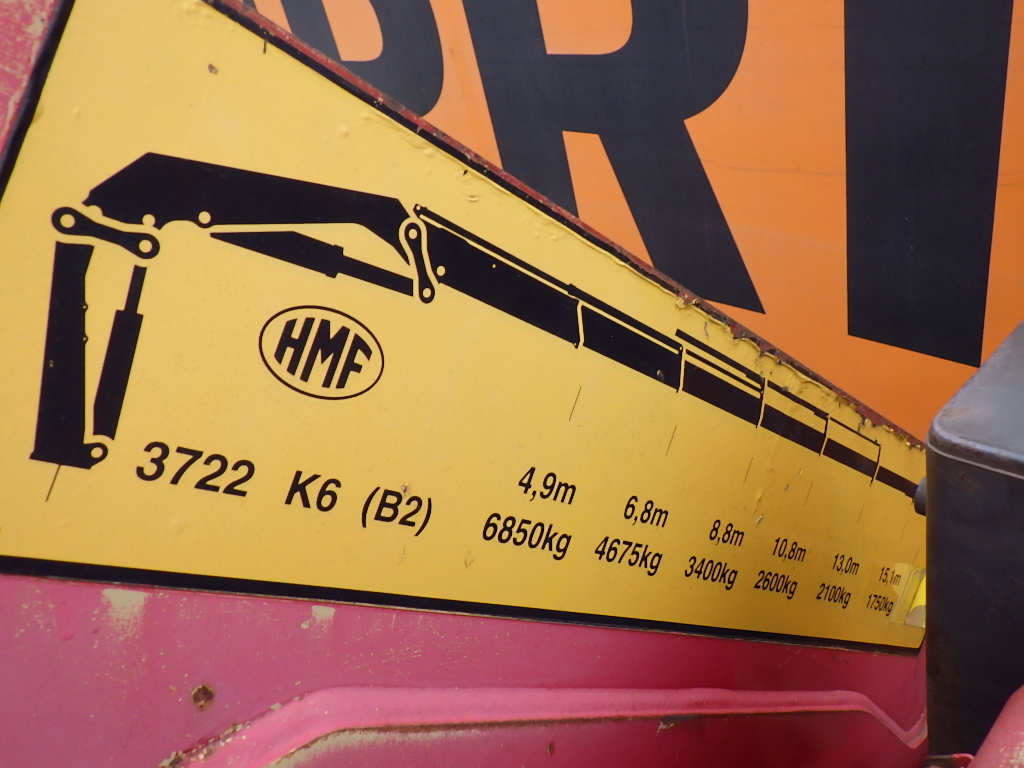 HMF
3722 K6 (B2)
4,9m 6,8m 8,8m 10,8m 13,0m 15,1m
6850kg 4675kg 3400kg 2600kg 2100kg 1750kg